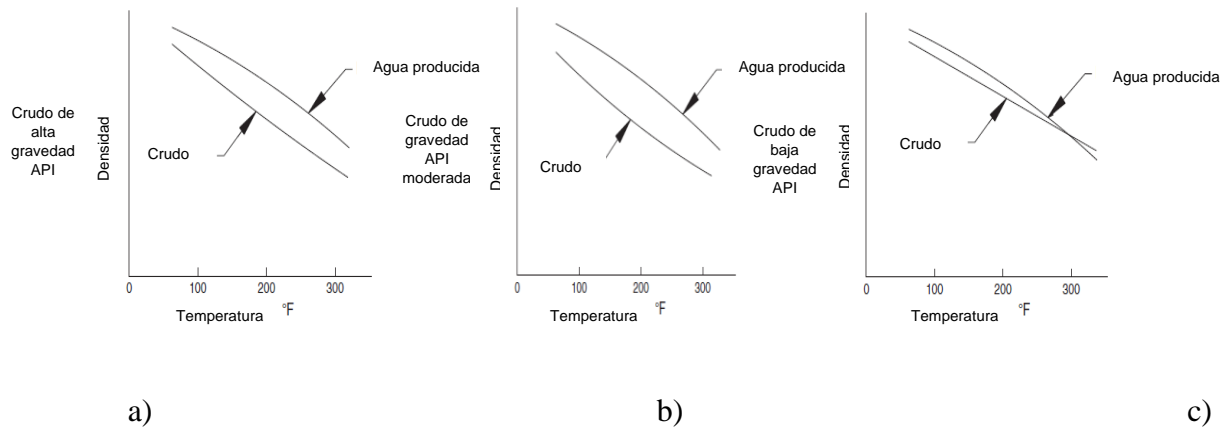 Crudo de
alta
gravedad
API
Densidad
Agua producida
Crudo
0
100
200
300
Temperatura °F
Crudo de
gravedad
API
moderada
Densidad
Agua producida
Crudo
0
100
200
300
Temperatura °F
Crudo de
baja
gravedad
API
Densidad
Agua producida
Crudo
0
100
200
300
Temperatura °F
a)
b)
c)